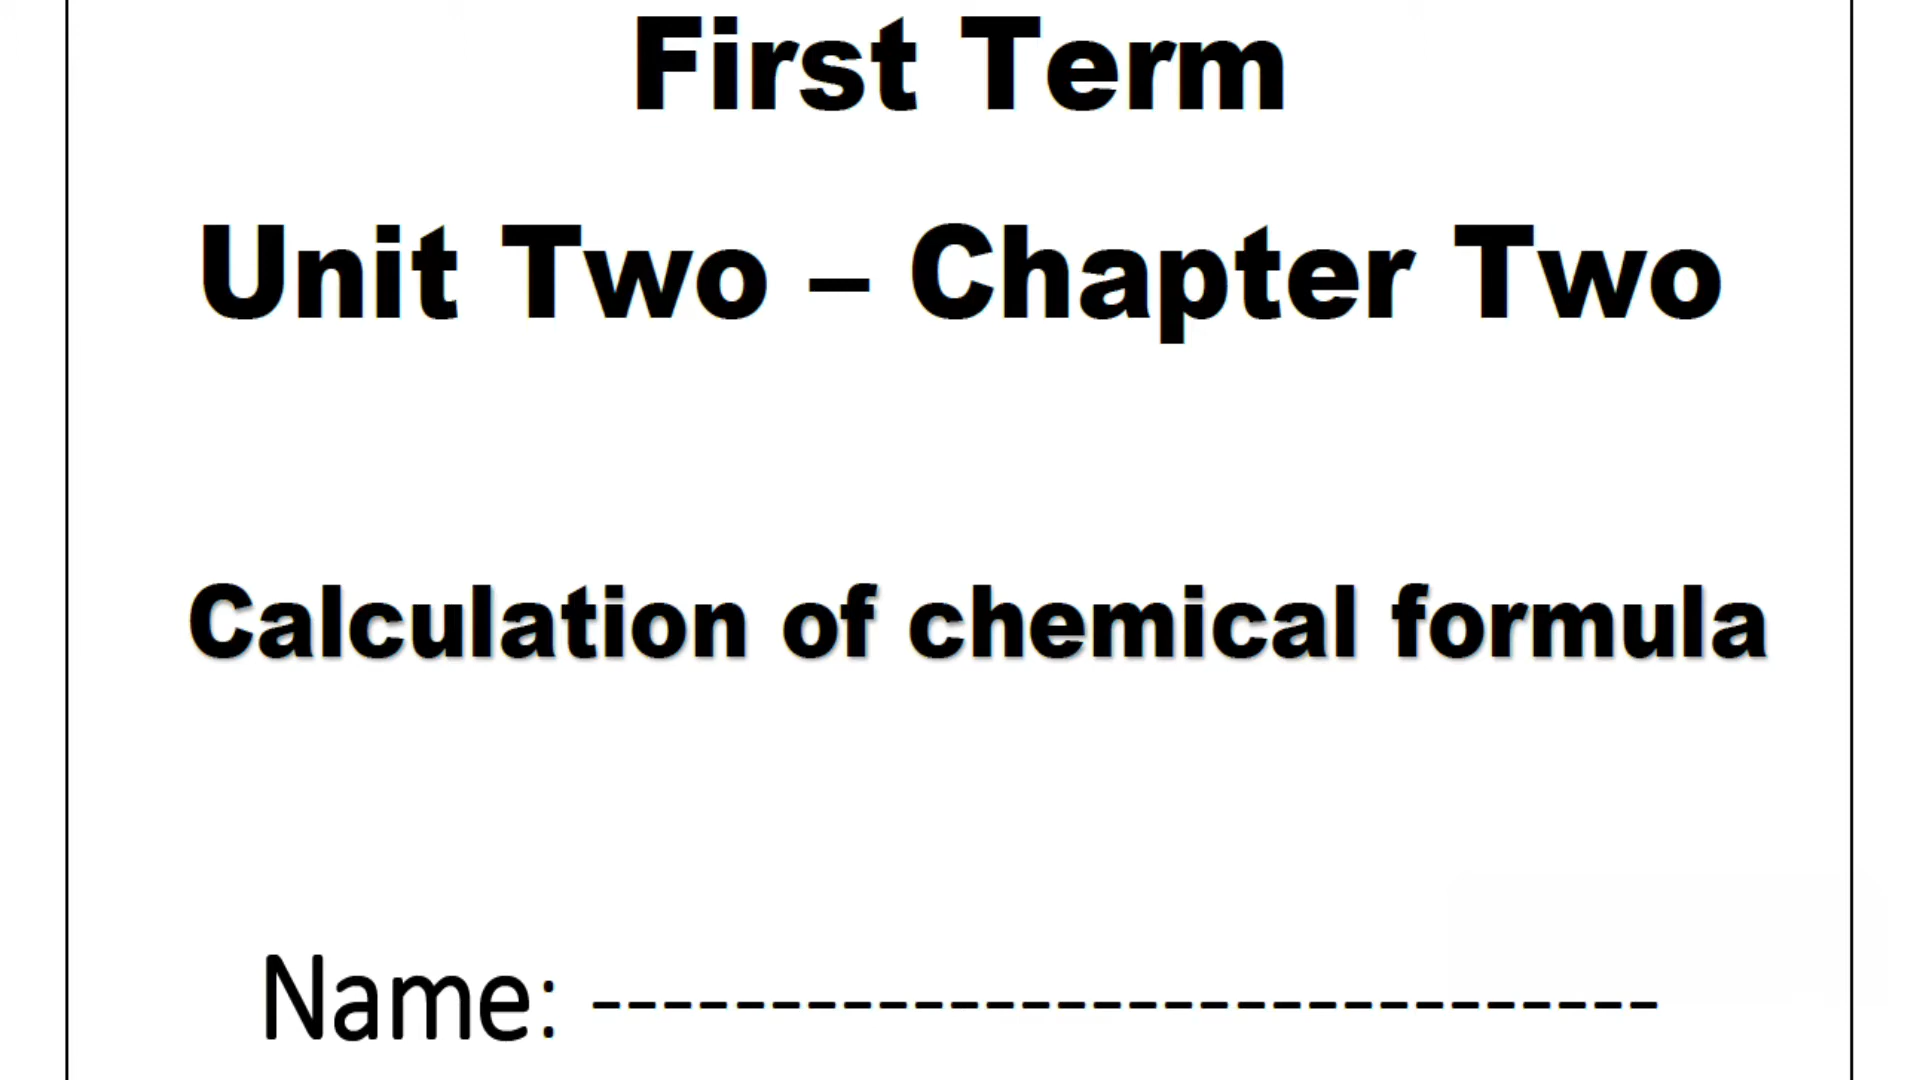 First Term
Unit Two – Chapter Two
Calculation of chemical formula
Name: ------------------------------